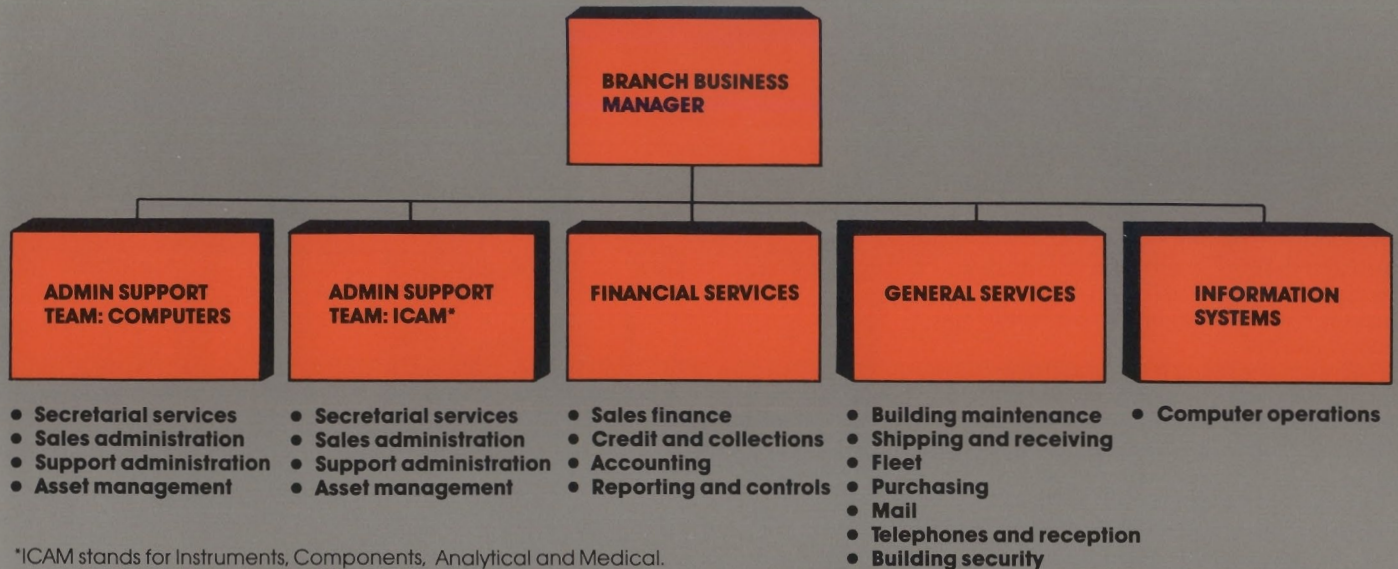 BRANCH BUSINESS
MANAGER
ADMIN SUPPORT
TEAM: COMPUTERS
ADMIN SUPPORT
TEAM: ICAM*
FINANCIAL SERVICES
GENERAL SERVICES
INFORMATION
SYSTEMS
• Secretarial services
• Sales administration
• Support administration
• Asset management
• Secretarial services
• Sales administration
• Support administration
• Asset management
• Sales finance
• Credit and collections
• Accounting
• Reporting and controls
• Building maintenance
• Shipping and receiving
• Fleet
• Purchasing
• Mail
• Telephones and reception
• Building security
• Computer operations
*ICAM stands for Instruments, Components, Analytical and Medical.